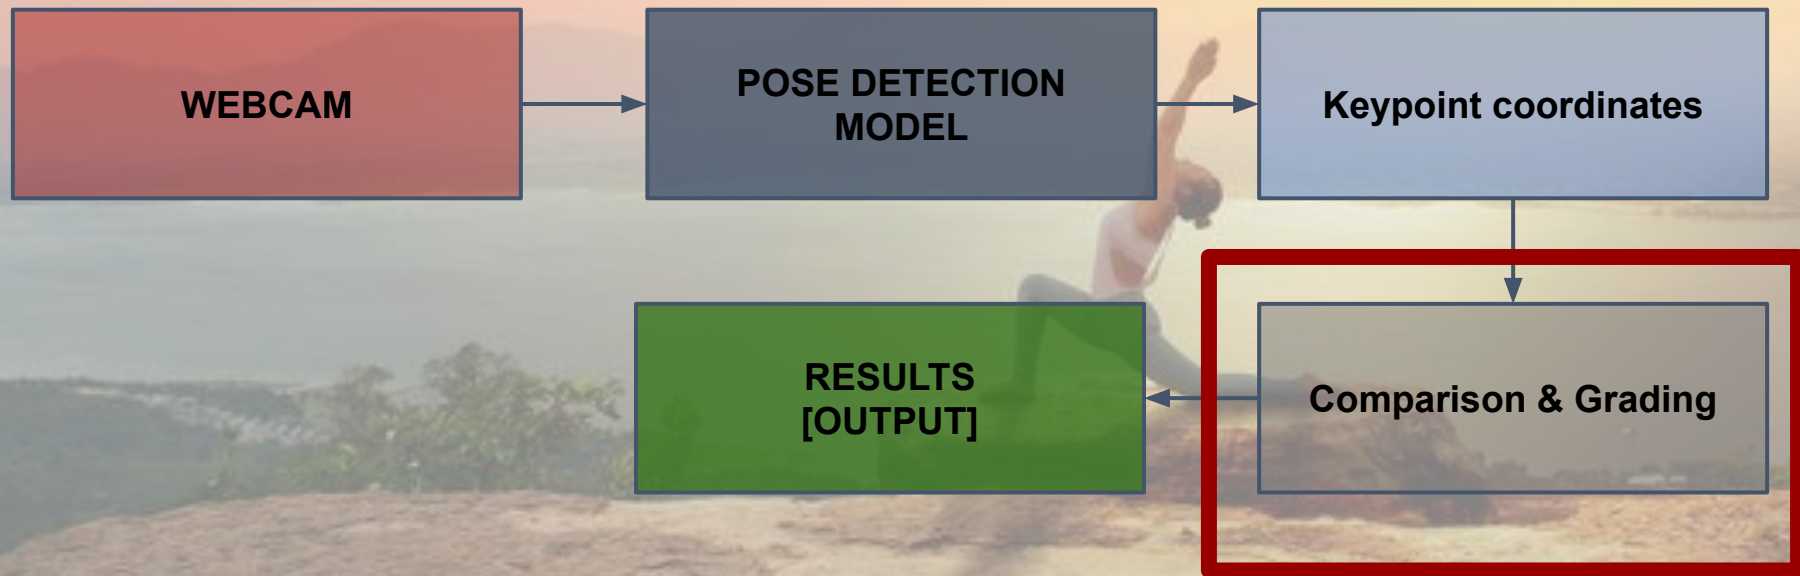 WEBCAM
POSE DETECTION
MODEL
Keypoint coordinates
Comparison & Grading
RESULTS
[OUTPUT]